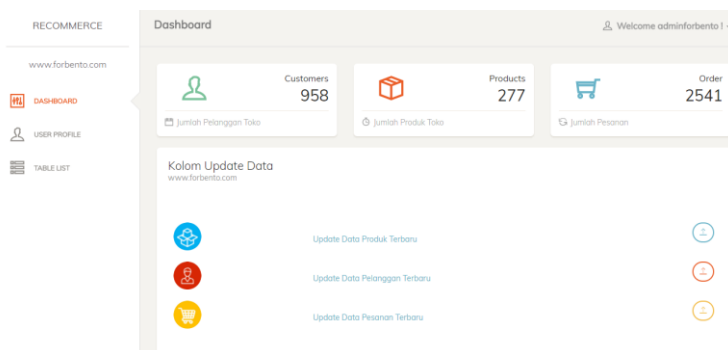 RECOMMERCE
Dashboard
Welcome adminforbento !
www.forbento.com
DASHBOARD
USER PROFILE
TABLE LIST
Customers
958
Jumlah Pelanggan Toko
Products
277
Jumlah Produk Toko
Order
2541
Jumlah Pesanan
Kolom Update Data
www.forbento.com
Update Data Produk Terbaru
Update Data Pelanggan Terbaru
Update Data Pesanan Terbaru